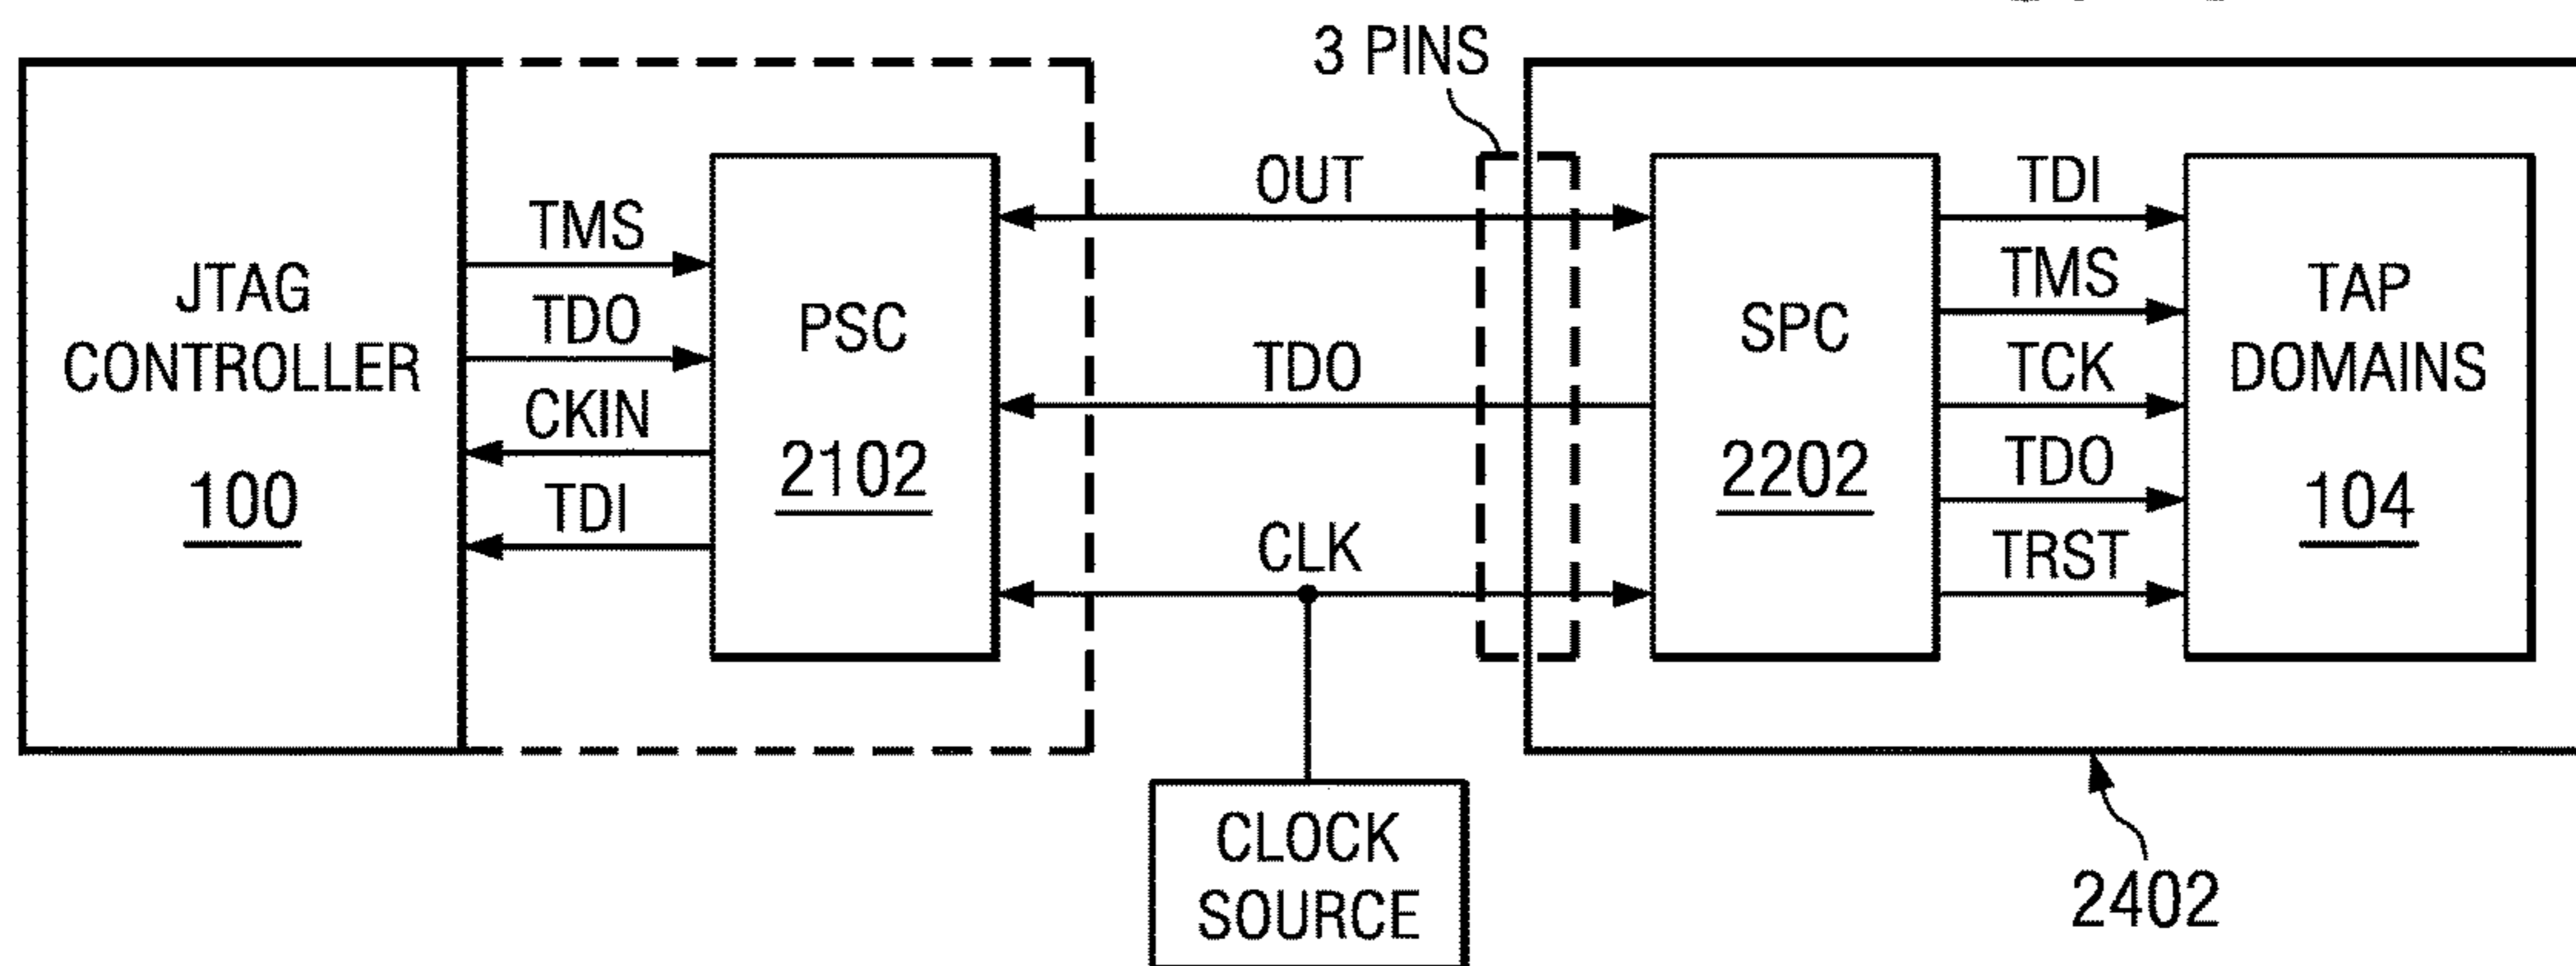 3 PINS
JTAG
CONTROLLER
100
TMS
TDO
CKIN
TDI
PSC
2102
OUT
TDO
CLK
CLOCK
SOURCE
SPC
2202
TDI
TMS
TCK
TDO
TRST
TAP
DOMAINS
104
2402